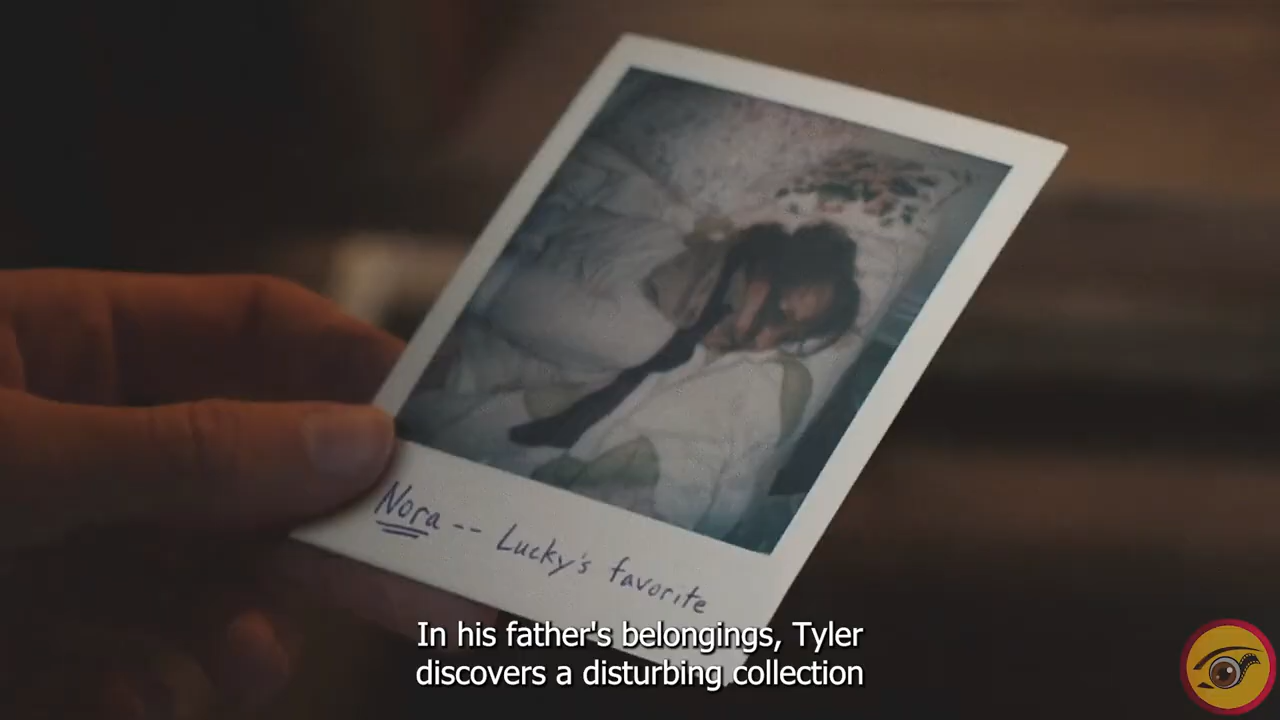 Nora -- Lucky's favorite
In his father's belongings, Tyler
discovers a disturbing collection